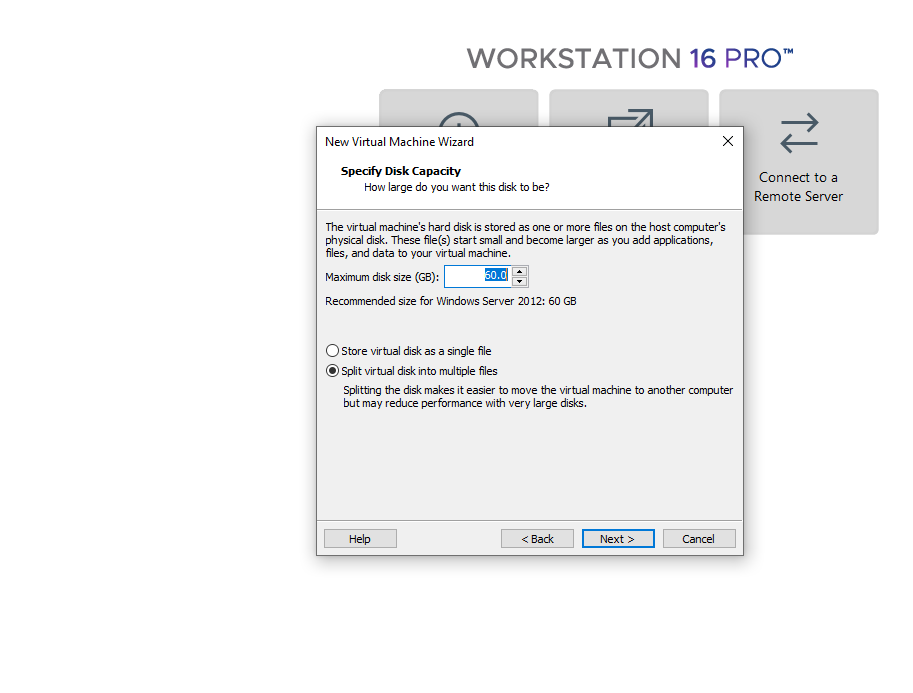 WORKSTATION 16 PRO™
Connect to a
Remote Server
New Virtual Machine Wizard
Specify Disk Capacity
How large do you want this disk to be?
The virtual machine's hard disk is stored as one or more files on the host computer's
physical disk. These file(s) start small and become larger as you add applications,
files, and data to your virtual machine.
Maximum disk size (GB): 60.0
Recommended size for Windows Server 2012: 60 GB
Store virtual disk as a single file
Split virtual disk into multiple files
Splitting the disk makes it easier to move the virtual machine to another computer
but may reduce performance with very large disks.
Help < Back Next > Cancel